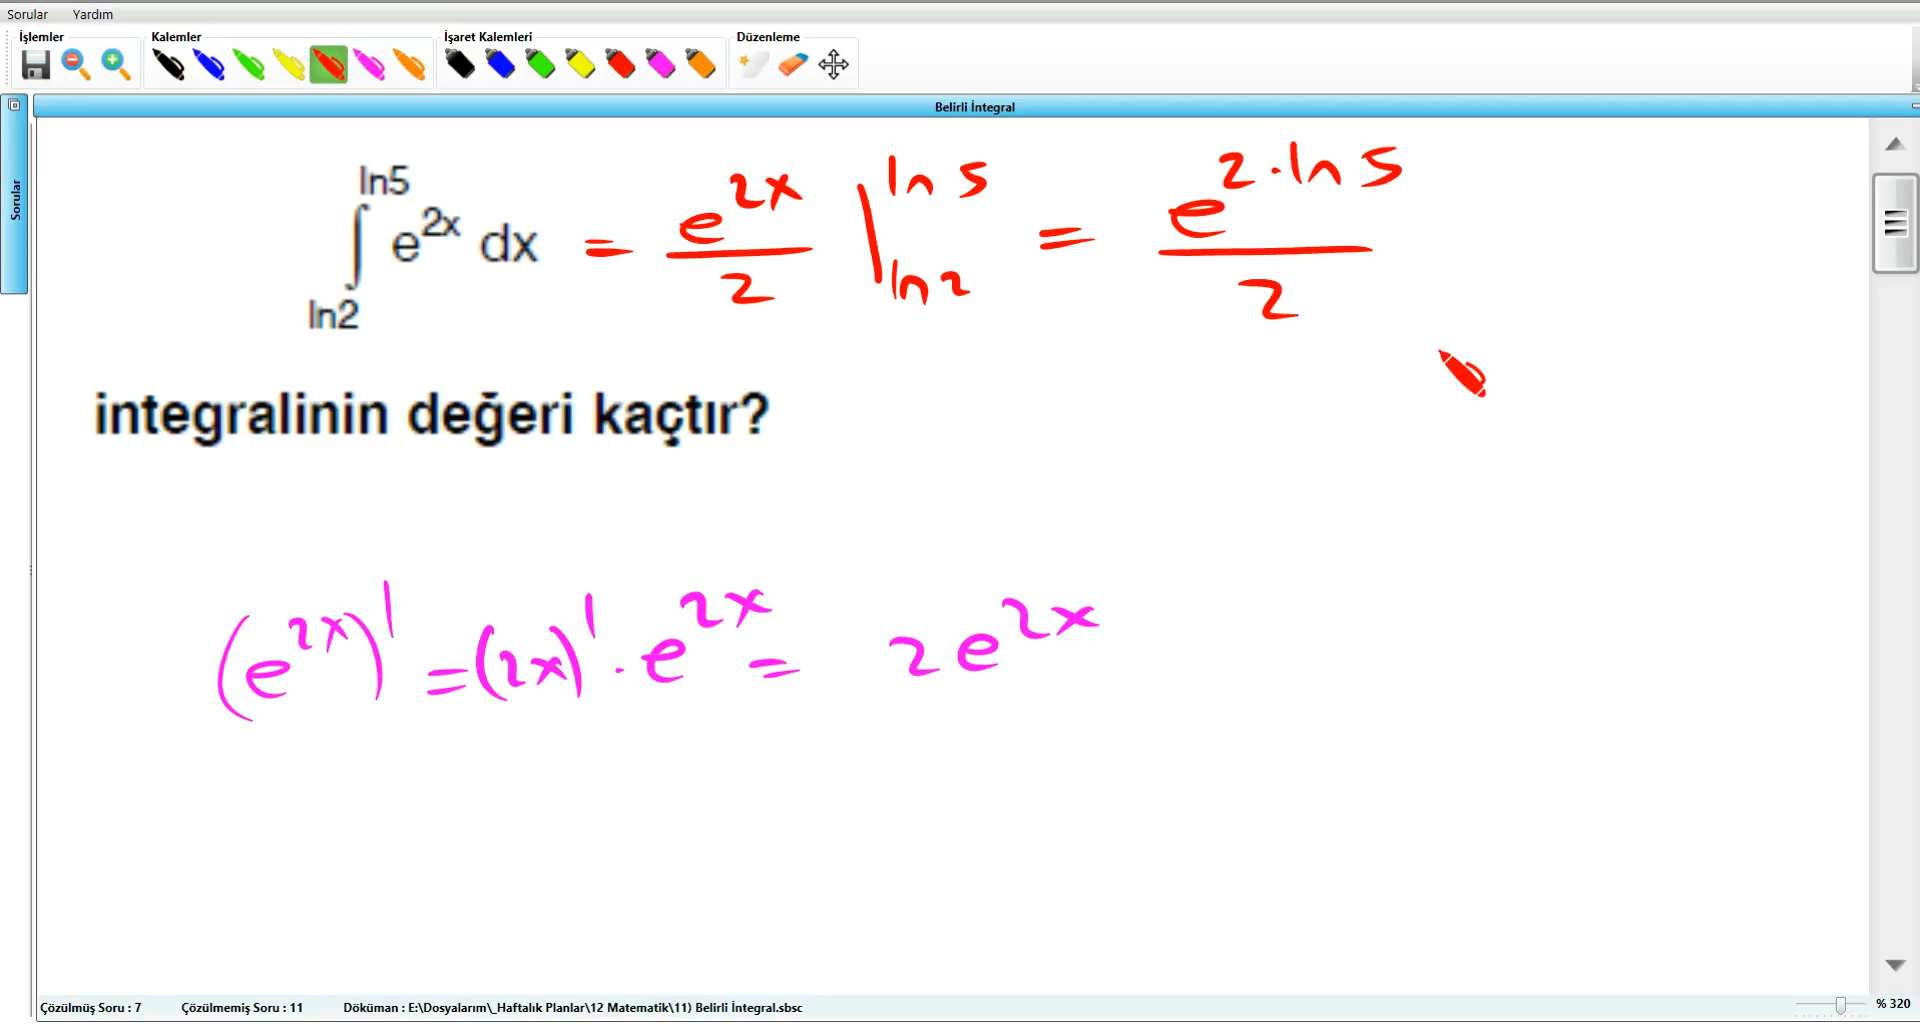 Sorular Yardım
İşlemler Kalemler İşaret Kalemleri Düzenleme
Belirli İntegral
Sorular
∫_{ln2}^{ln5} e^{2x} dx = e^{2x}/2 |_{ln2}^{ln5} = e^{2·ln5}/2
integralinin değeri kaçtır?
(e^{2x})' = (2x)' · e^{2x} = 2e^{2x}
Çözülmüş Soru : 7 Çözülmemiş Soru : 11 Döküman : E:\Dosyalarım\_Haftalık Planlar\12 Matematik\11) Belirli İntegral.sbsc % 320